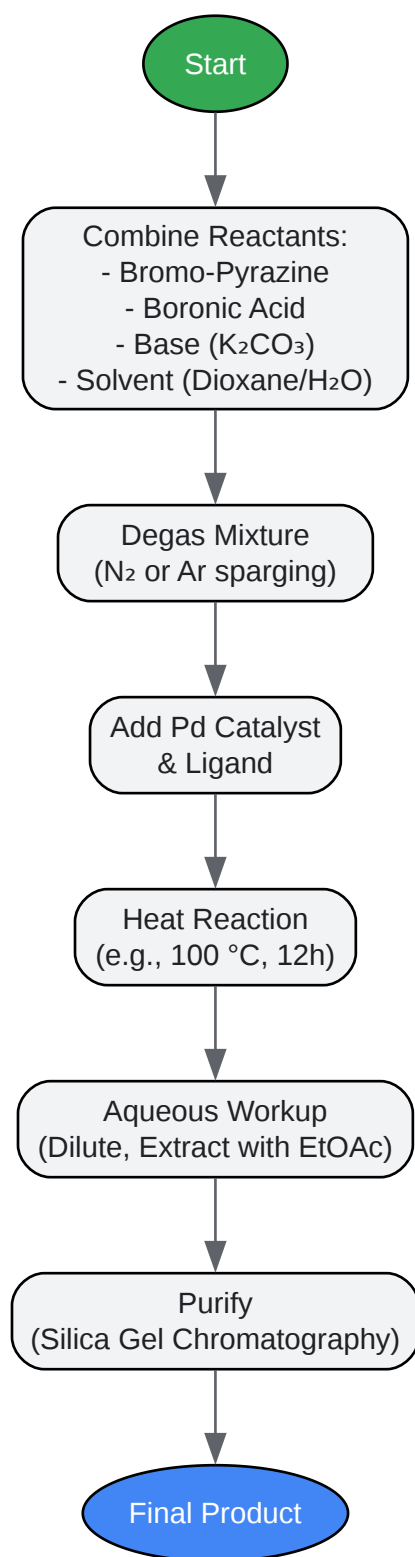 Start
Combine Reactants:
- Bromo-Pyrazine
- Boronic Acid
- Base (K₂CO₃)
- Solvent (Dioxane/H₂O)
Degas Mixture
(N₂ or Ar sparging)
Add Pd Catalyst
& Ligand
Heat Reaction
(e.g., 100 °C, 12h)
Aqueous Workup
(Dilute, Extract with EtOAc)
Purify
(Silica Gel Chromatography)
Final Product